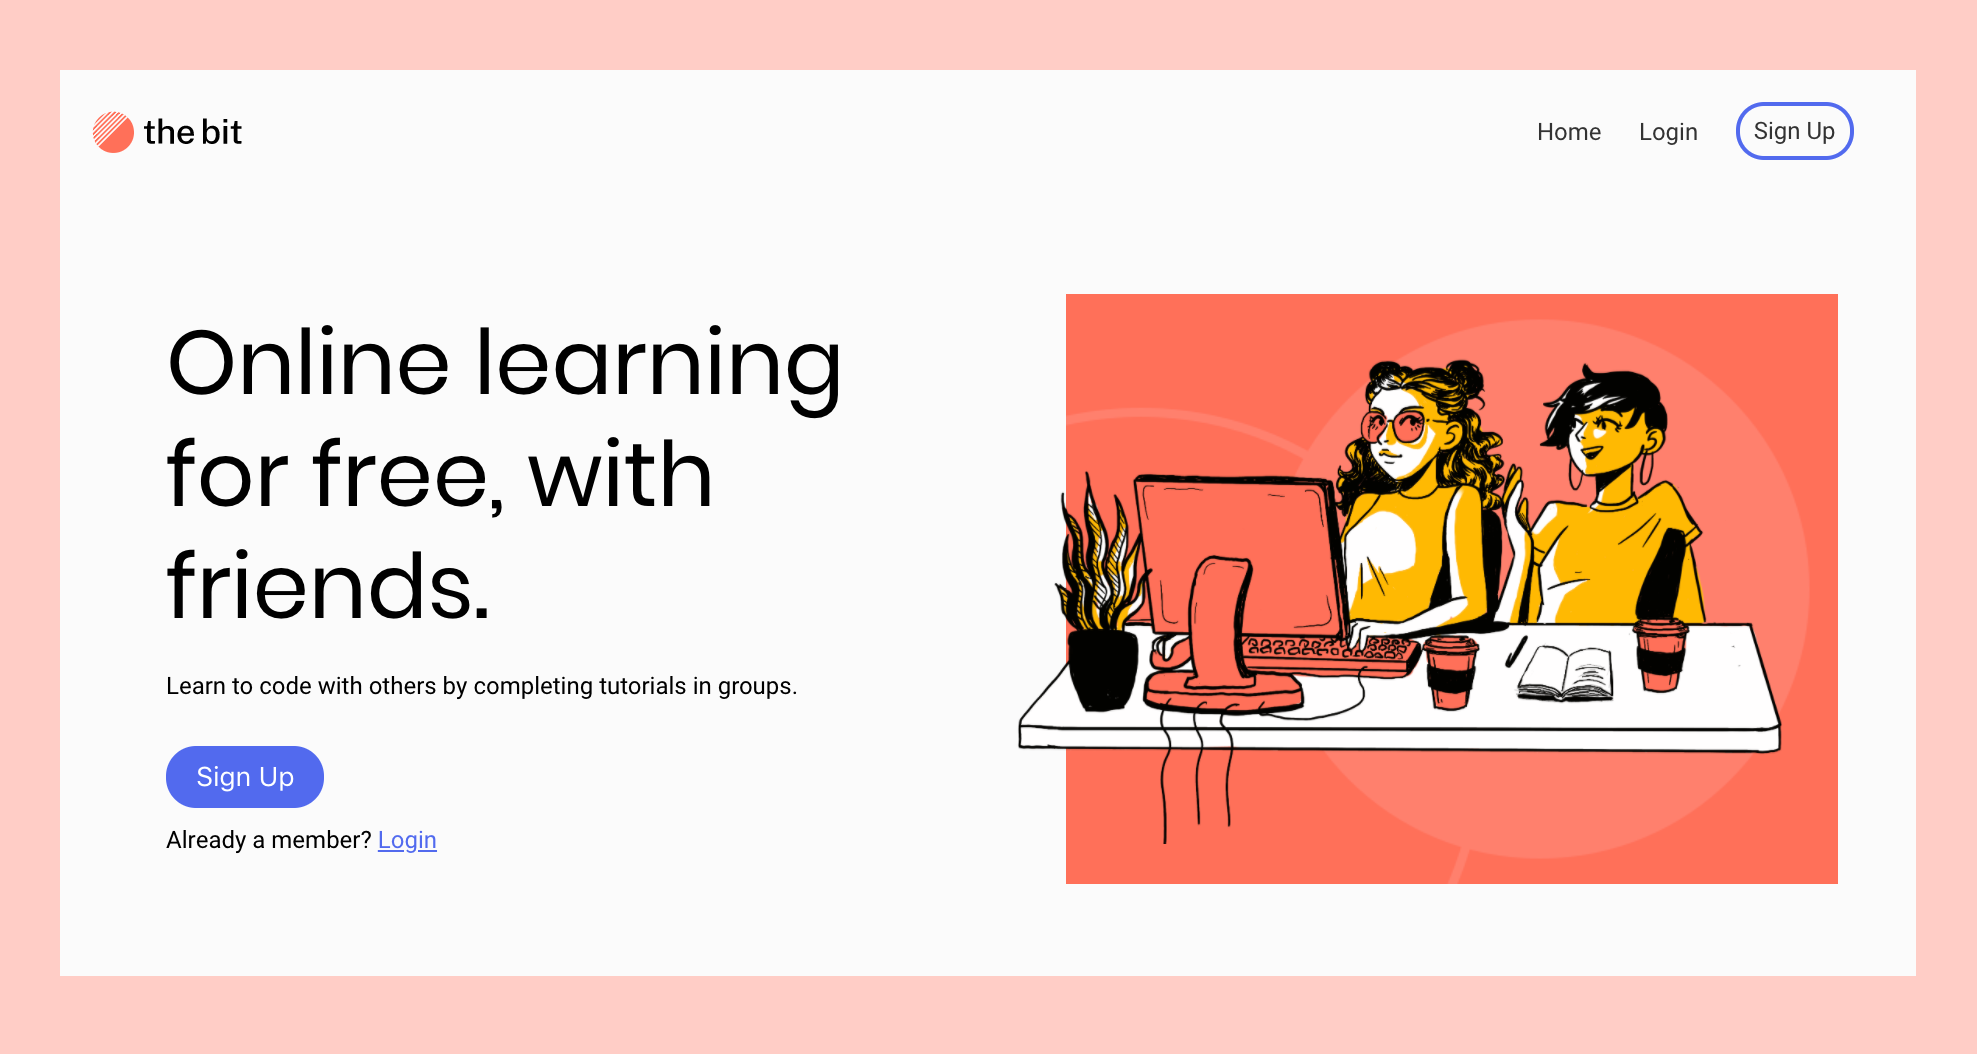 the bit
Home Login Sign Up
Online learning
for free, with
friends.
Learn to code with others by completing tutorials in groups.
Sign Up
Already a member? Login